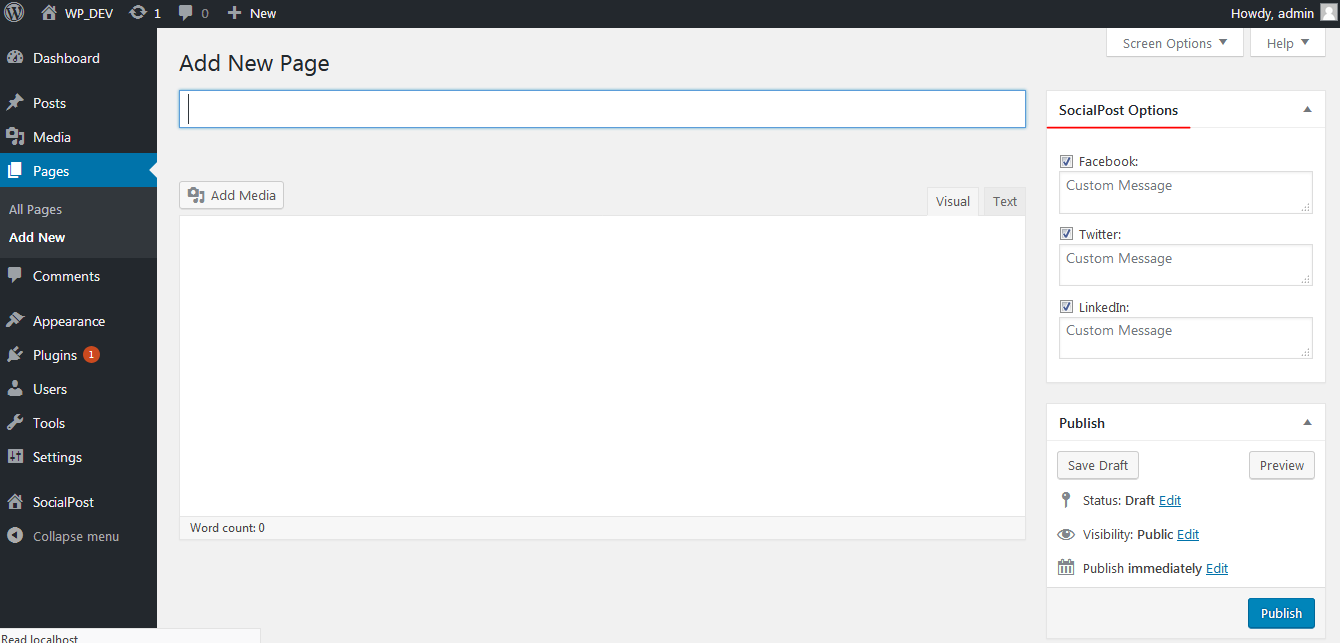 WP_DEV 1 0 New Howdy, admin
Screen Options Help
Dashboard
Posts
Media
Pages
All Pages
Add New
Comments
Appearance
Plugins 1
Users
Tools
Settings
SocialPost
Collapse menu
Add New Page
Add Media
Visual Text
Word count: 0
SocialPost Options
Facebook:
Custom Message
Twitter:
Custom Message
LinkedIn:
Custom Message
Publish
Save Draft Preview
Status: Draft Edit
Visibility: Public Edit
Publish immediately Edit
Publish
Read localhost